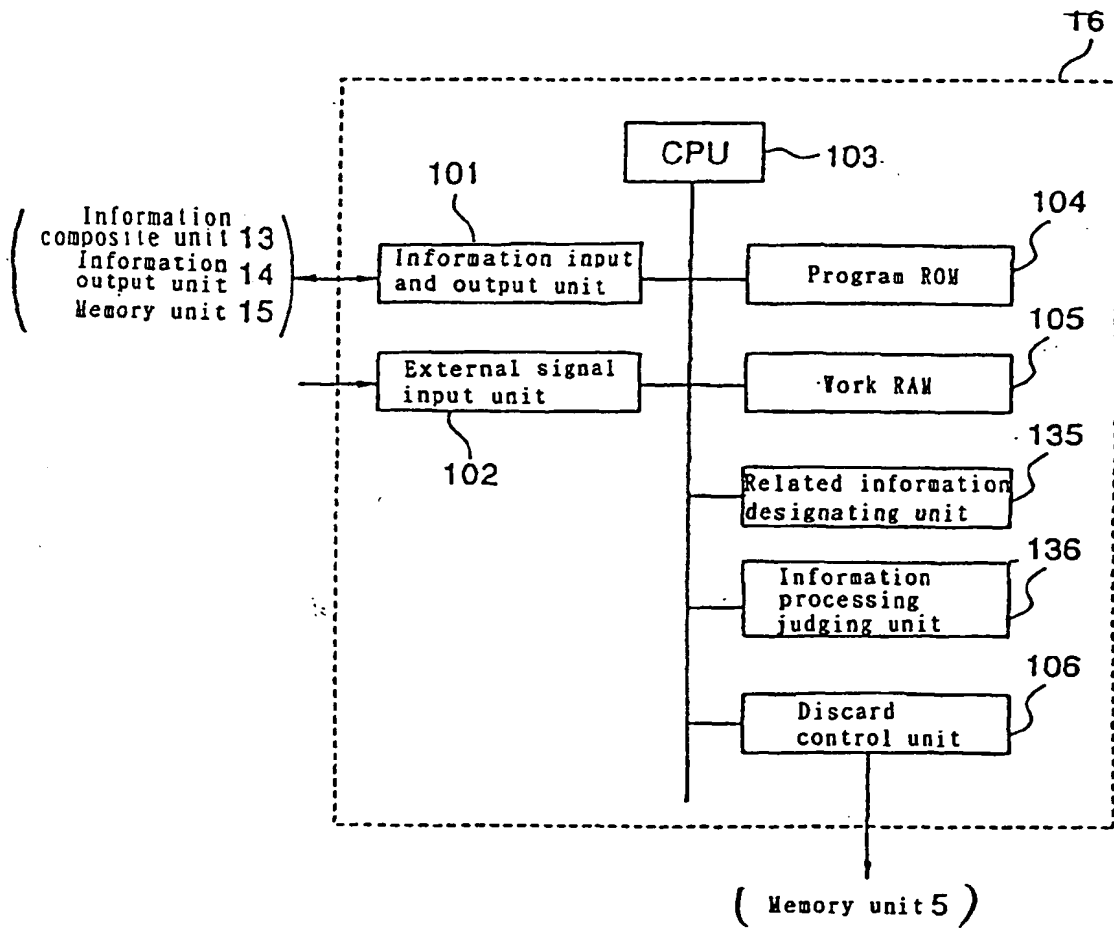 16
CPU
103
101
104
Information
composite unit 13
Information
output unit 14
Memory unit 15
Information input
and output unit
Program ROM
105
External signal
input unit
Work RAM
102
135
Related information
designating unit
136
Information
processing
judging unit
106
Discard
control unit
( Memory unit 5 )